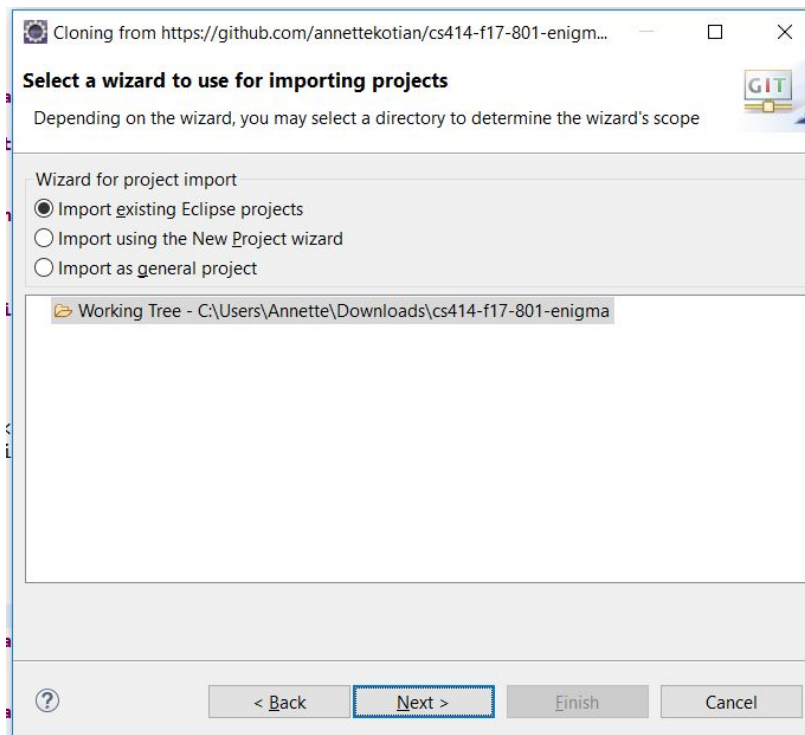 Cloning from https://github.com/annettekotian/cs414-f17-801-enigm...
Select a wizard to use for importing projects
GIT
Depending on the wizard, you may select a directory to determine the wizard's scope
Wizard for project import
Import existing Eclipse projects
Import using the New Project wizard
Import as general project
Working Tree - C:\Users\Annette\Downloads\cs414-f17-801-enigma
< Back Next > Finish Cancel